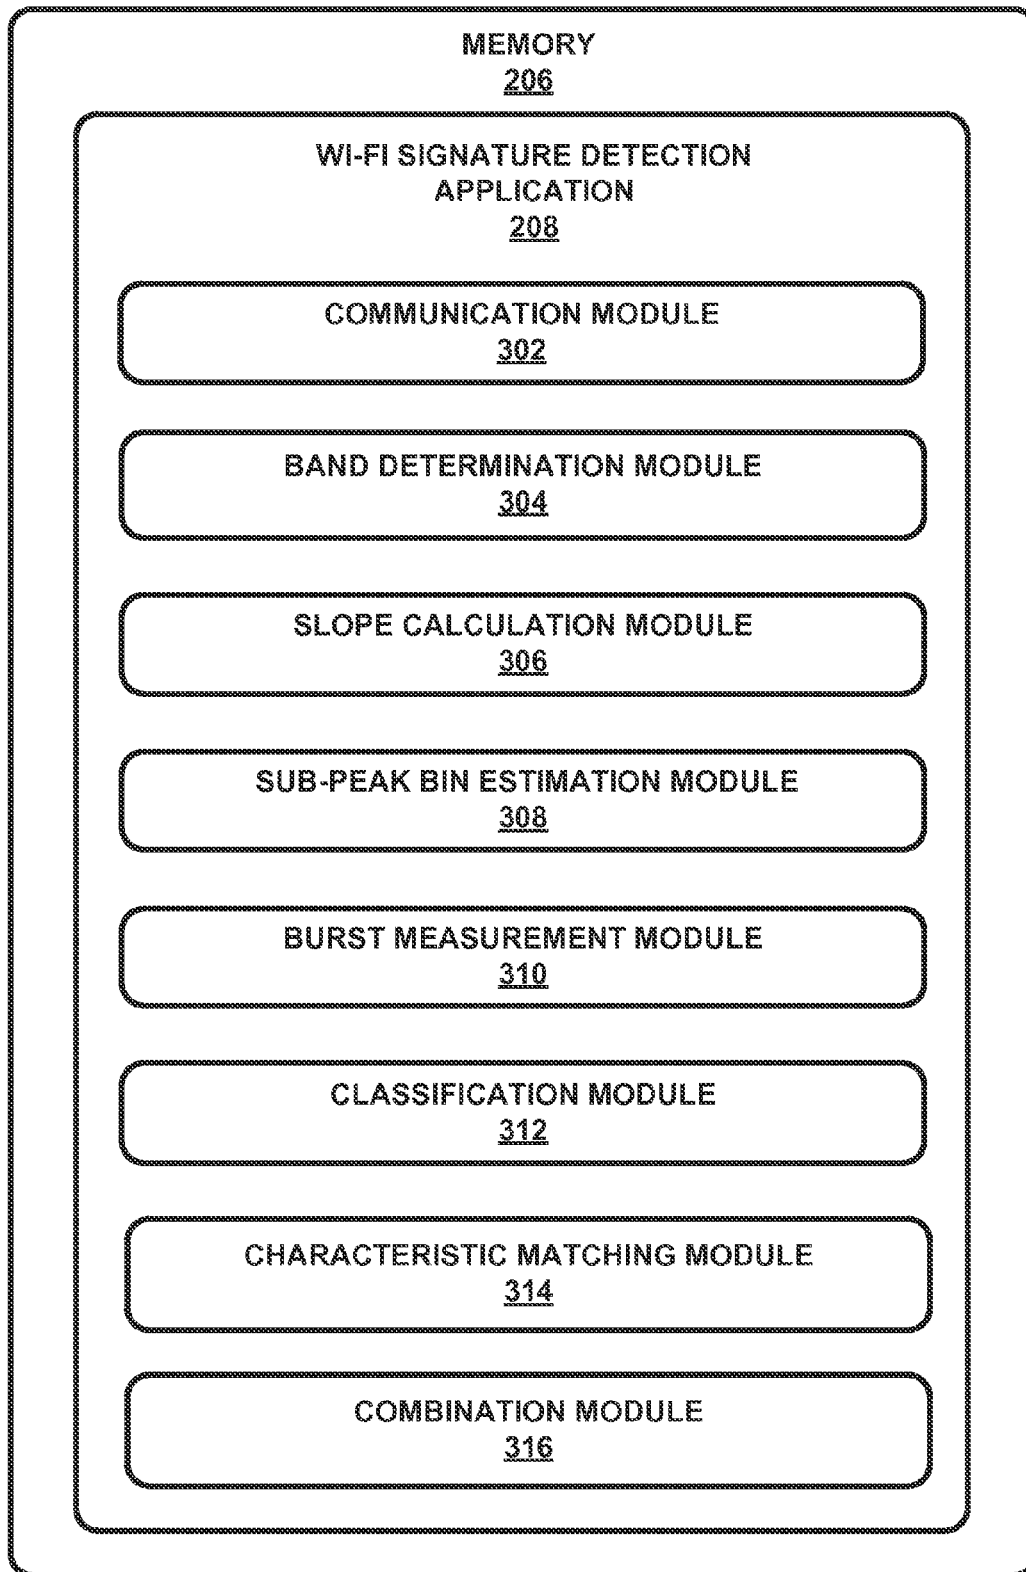 MEMORY
206
WI-FI SIGNATURE DETECTION
APPLICATION
208
COMMUNICATION MODULE
302
BAND DETERMINATION MODULE
304
SLOPE CALCULATION MODULE
306
SUB-PEAK BIN ESTIMATION MODULE
308
BURST MEASUREMENT MODULE
310
CLASSIFICATION MODULE
312
CHARACTERISTIC MATCHING MODULE
314
COMBINATION MODULE
316